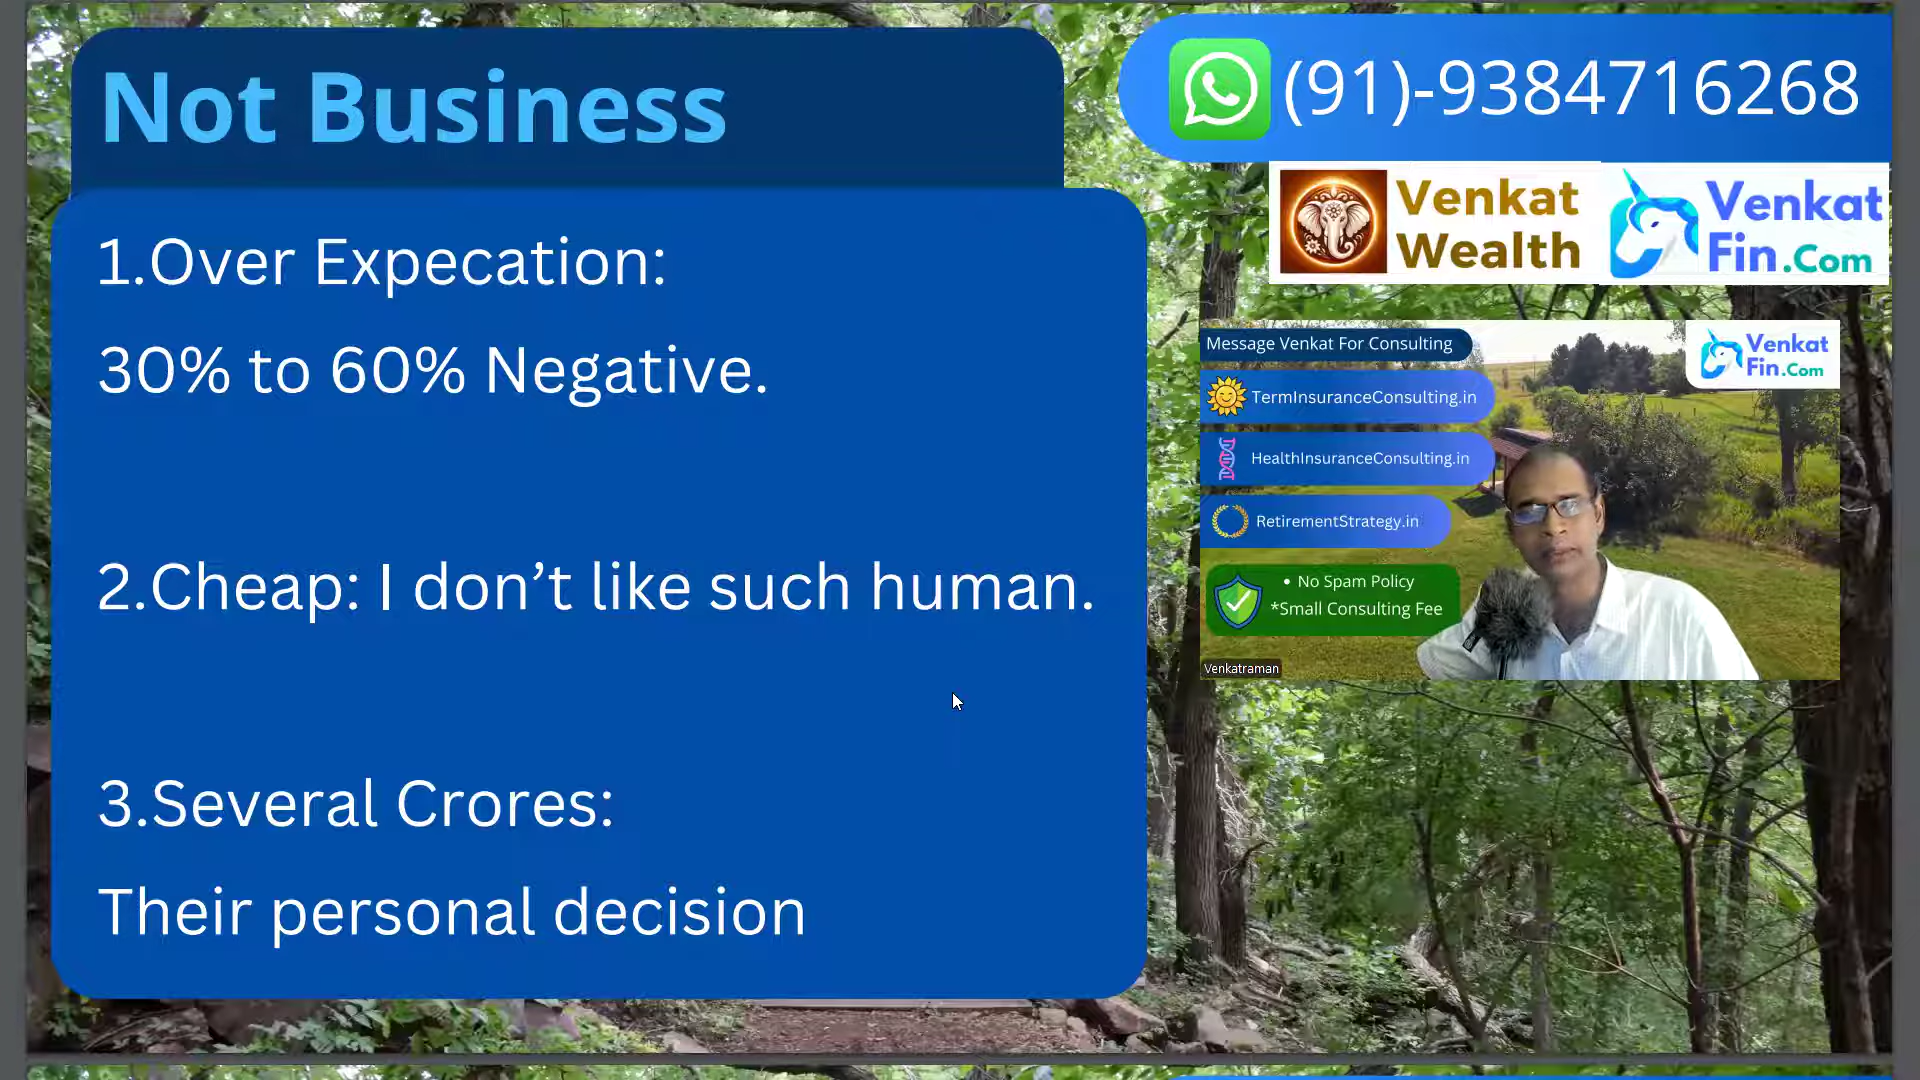 Not Business
(91)-9384716268
Venkat
Wealth
Venkat
Fin.Com
1.Over Expecation:
30% to 60% Negative.
2.Cheap: I don’t like such human.
3.Several Crores:
Their personal decision
Message Venkat For Consulting
Venkat
Fin.Com
TermInsuranceConsulting.in
HealthInsuranceConsulting.in
RetirementStrategy.in
• No Spam Policy
*Small Consulting Fee
Venkatraman